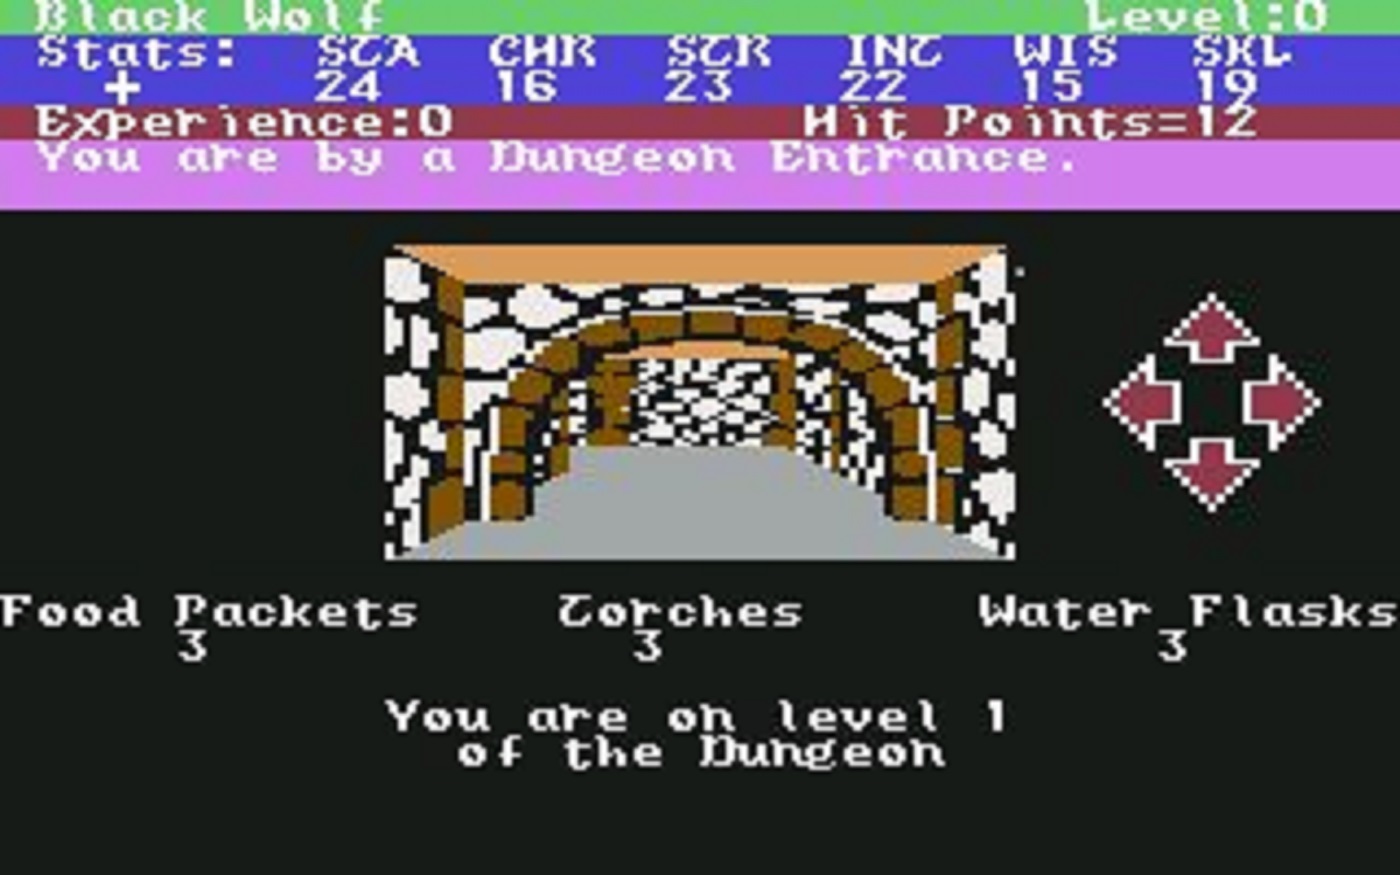 Black Wolf Level:0
Stats: STA CHR STR INT WIS SKL
+ 24 16 23 22 15 19
Experience:0 Hit Points=12
You are by a Dungeon Entrance.
Food Packets Torches Water Flasks
3 3 3
You are on level 1
of the Dungeon